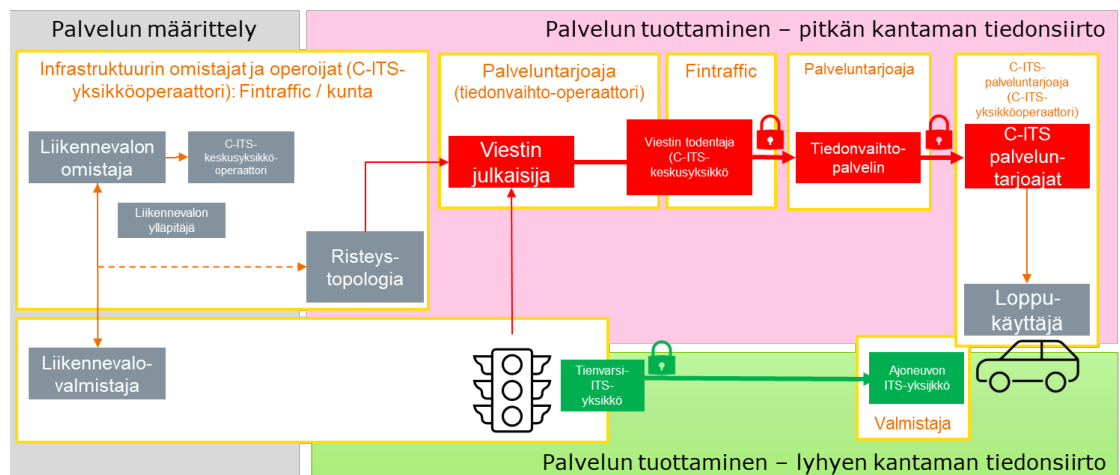 Palvelun määrittely
Palvelun tuottaminen – pitkän kantaman tiedonsiirto
Infrastruktuurin omistajat ja operoijat (C-ITS-
yksikköoperaattori): Fintraffic / kunta
Liikennevalon
omistaja
C-ITS-
keskusyksikkö-
operaattori
Liikennevalon
ylläpitäjä
Risteys-
topologia
Liikennevalo-
valmistaja
Palveluntarjoaja
(tiedonvaihto-operaattori)
Viestin
julkaisija
Fintraffic
Viestin todentaja
(C-ITS-
keskusyksikkö
Palveluntarjoaja
Tiedonvaihto-
palvelin
C-ITS-
palveluntarjoaja
(C-ITS-
yksikköoperaattori)
C-ITS
palvelun-
tarjoajat
Loppu-
käyttäjä
Tienvarsi-
ITS-
yksikkö
Ajoneuvon
ITS-yksijkkö
Valmistaja
Palvelun tuottaminen – lyhyen kantaman tiedonsiirto